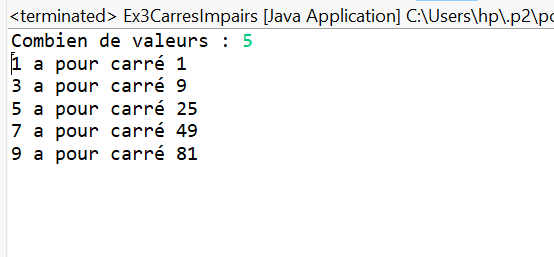 <terminated> Ex3CarresImpairs [Java Application] C:\Users\hp\.p2\po
Combien de valeurs : 5
1 a pour carré 1
3 a pour carré 9
5 a pour carré 25
7 a pour carré 49
9 a pour carré 81